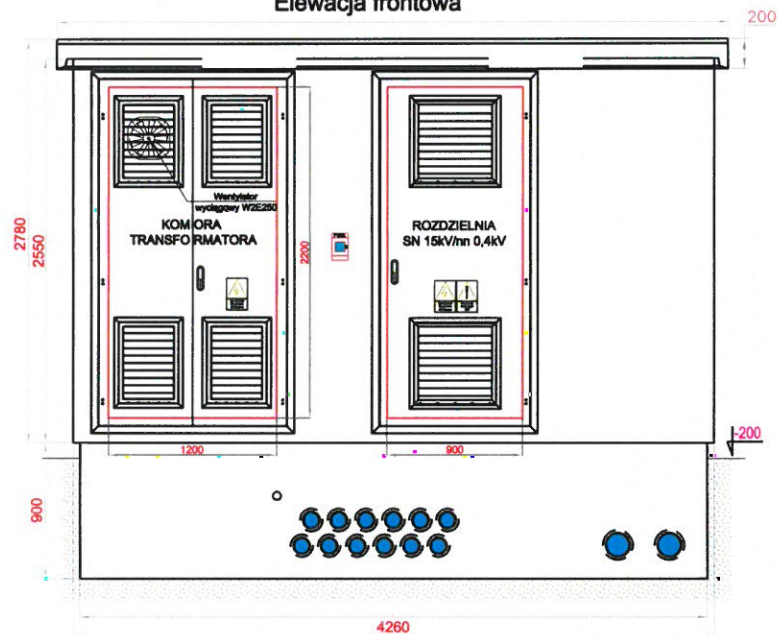 Elewacja frontowa
200
Wentylator
wyciągowy W2E250
KOMORA
TRANSFORMATORA
ROZDZIELNIA
SN 15kV/nn 0,4kV
2780
2550
2200
1200
900
-200
900
4260